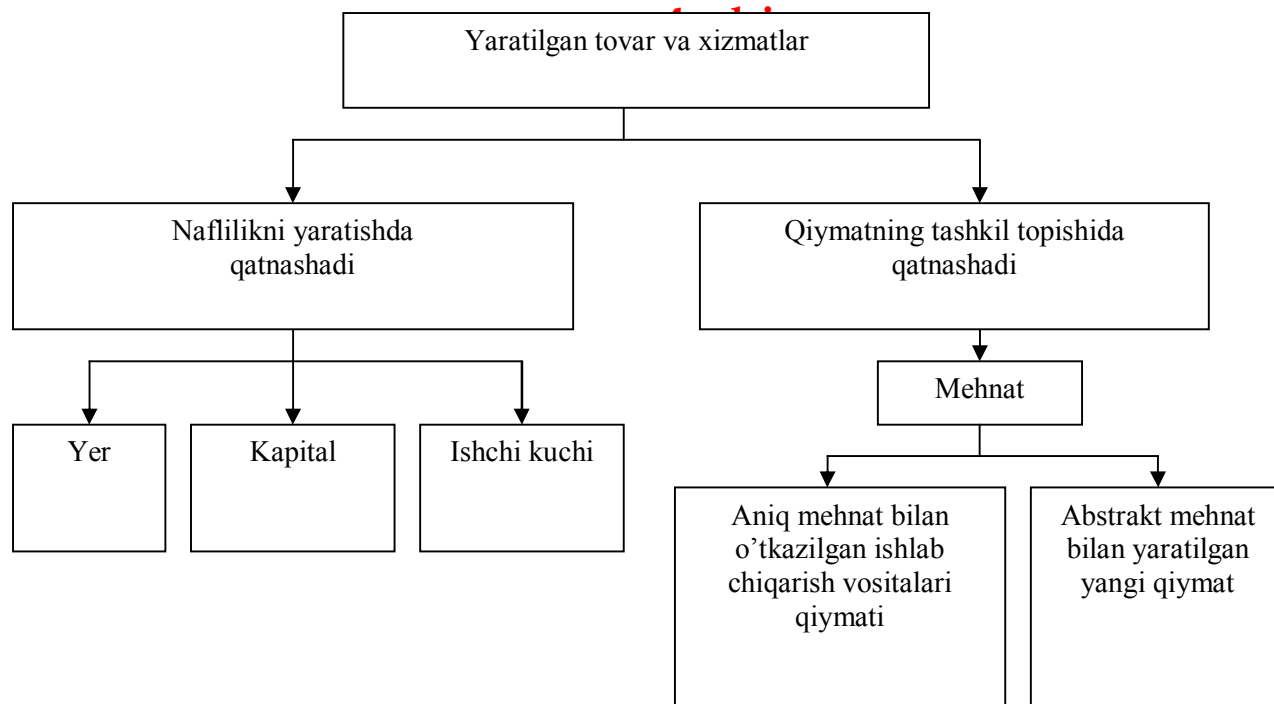 Yaratilgan tovar va xizmatlar
Naflilikni yaratishda
qatnashadi
Qiymatning tashkil topishida
qatnashadi
Yer
Kapital
Ishchi kuchi
Mehnat
Aniq mehnat bilan
o’tkazilgan ishlab
chiqarish vositalari
qiymati
Abstrakt mehnat
bilan yaratilgan
yangi qiymat